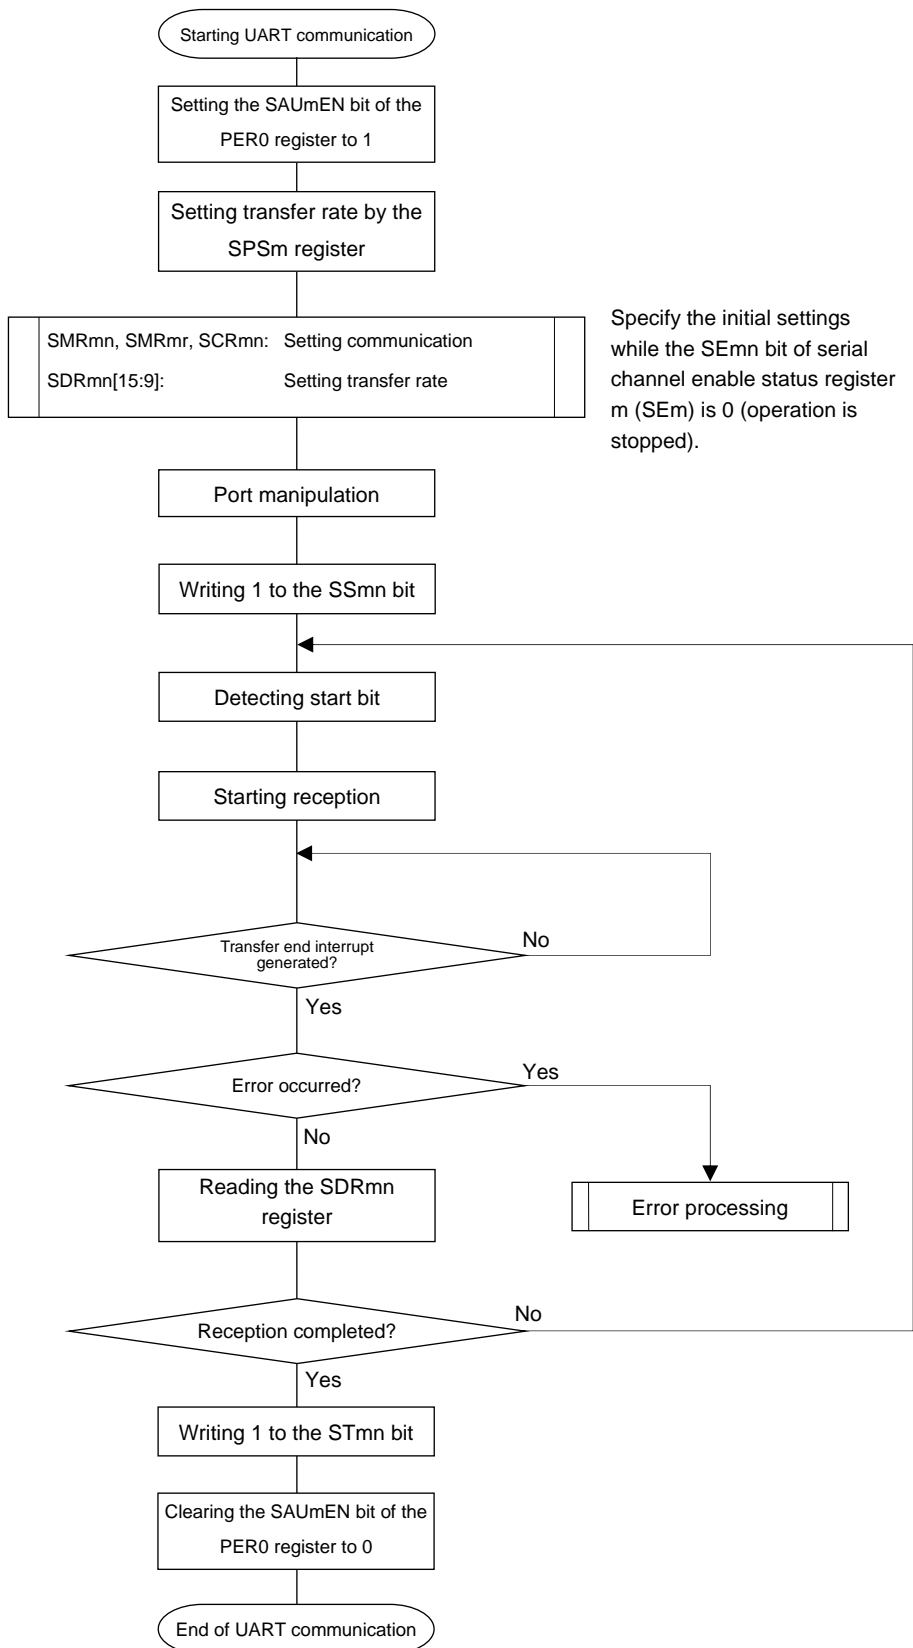 Starting UART communication
Setting the SAUmEN bit of the
PER0 register to 1
Setting transfer rate by the
SPSm register
SMRmn, SMRmr, SCRmn: Setting communication
SDRmn[15:9]: Setting transfer rate
Specify the initial settings
while the SEmn bit of serial
channel enable status register
m (SEm) is 0 (operation is
stopped).
Port manipulation
Writing 1 to the SSmn bit
Detecting start bit
Starting reception
Transfer end interrupt
generated?
No
Yes
Error occurred?
Yes
No
Reading the SDRmn
register
Error processing
Reception completed?
No
Yes
Writing 1 to the STmn bit
Clearing the SAUmEN bit of the
PER0 register to 0
End of UART communication